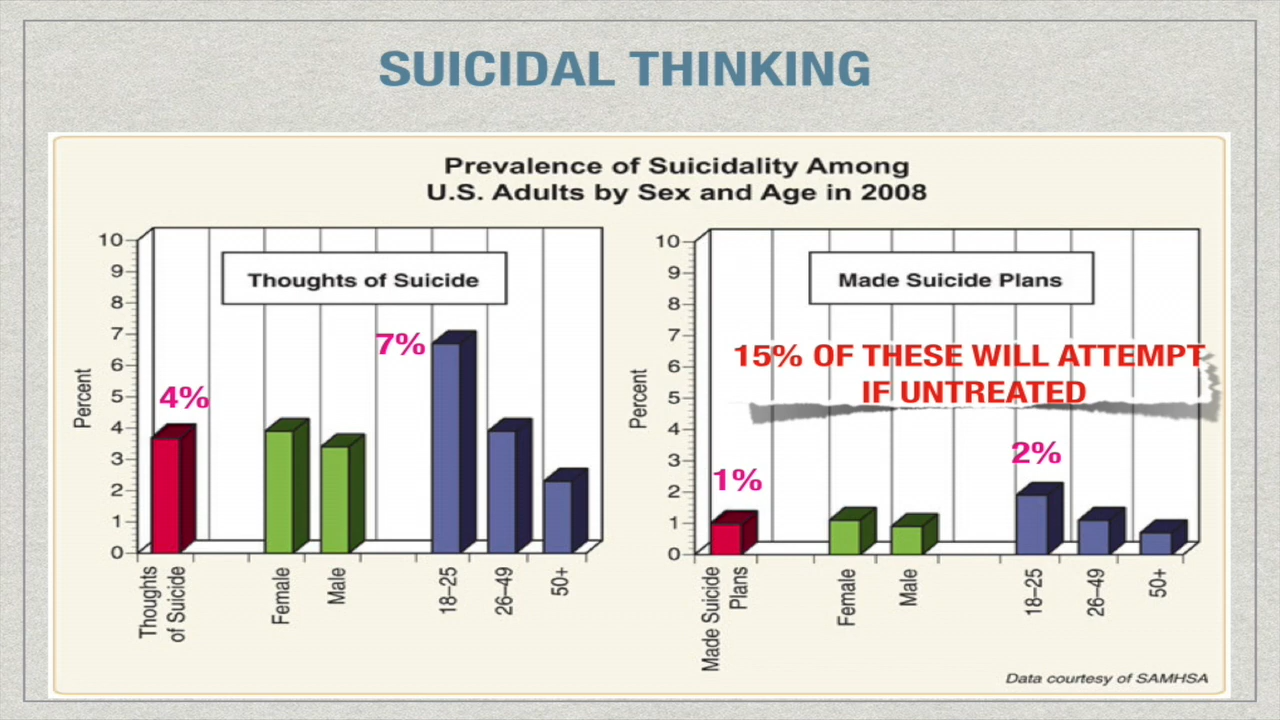 SUICIDAL THINKING
Prevalence of Suicidality Among
U.S. Adults by Sex and Age in 2008
Thoughts of Suicide
Percent
10
9
8
7
6
5
4
3
2
1
0
4%
7%
Thoughts
of Suicide
Female
Male
18–25
26–49
50+
Made Suicide Plans
Percent
10
9
8
7
6
5
4
3
2
1
0
15% OF THESE WILL ATTEMPT
IF UNTREATED
1%
2%
Made Suicide
Plans
Female
Male
18–25
26–49
50+
Data courtesy of SAMHSA